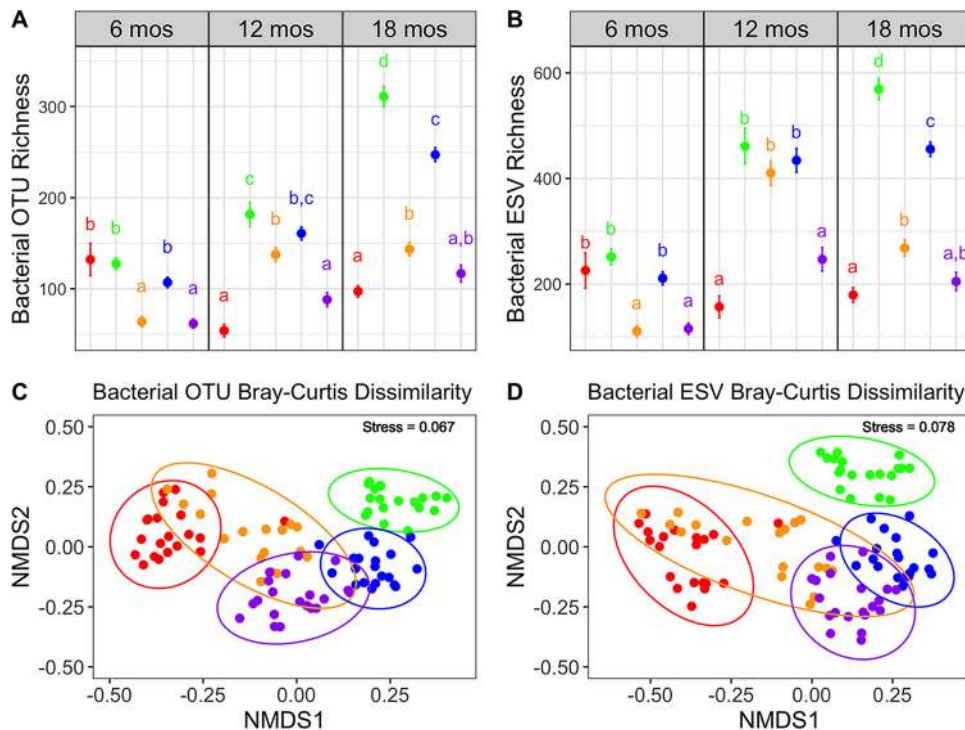 A
6 mos 12 mos 18 mos
Bacterial OTU Richness
300
200
100
b b a b a
a c b b,c a
a d b c a,b
B
6 mos 12 mos 18 mos
Bacterial ESV Richness
600
400
200
b b a b a
a b b b a
a d b c a,b
C Bacterial OTU Bray-Curtis Dissimilarity
Stress = 0.067
NMDS2
0.50
0.25
0.00
-0.25
-0.50
-0.50 -0.25 0.00 0.25
NMDS1
D Bacterial ESV Bray-Curtis Dissimilarity
Stress = 0.078
NMDS2
0.50
0.25
0.00
-0.25
-0.50
-0.50 -0.25 0.00 0.25
NMDS1